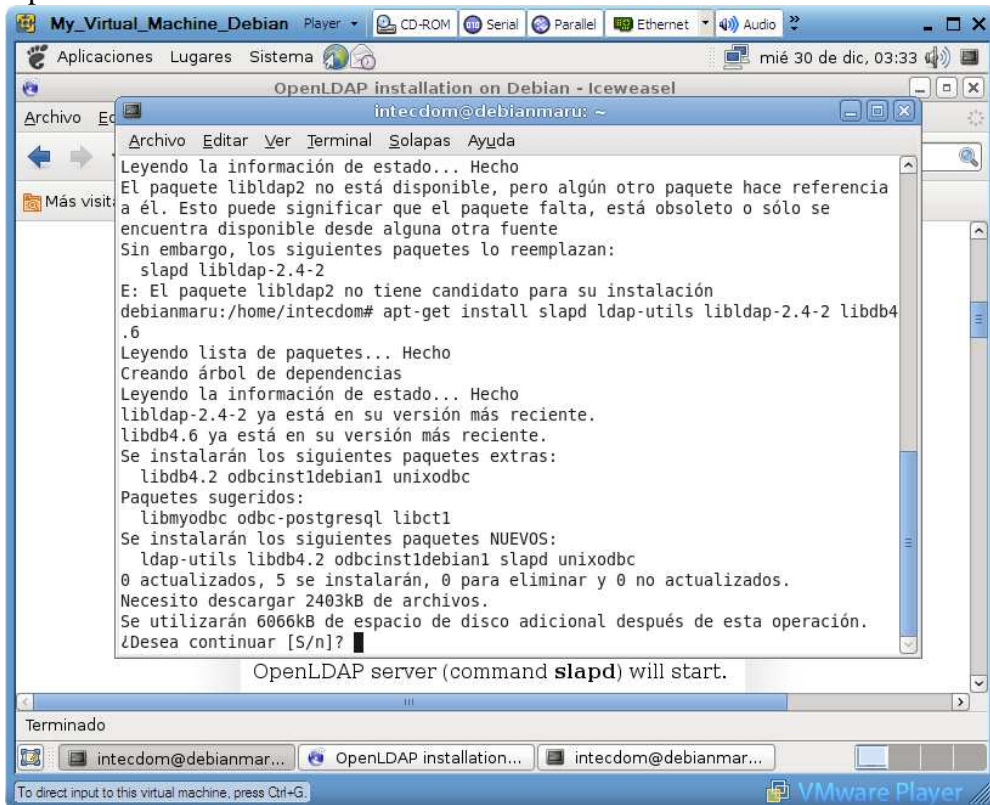 My_Virtual_Machine_Debian Player CD-ROM Serial Parallel Ethernet Audio
Aplicaciones Lugares Sistema mié 30 de dic, 03:33
OpenLDAP installation on Debian - Iceweasel
Archivo
intecdom@debianmaru: ~
Archivo Editar Ver Terminal Solapas Ayuda
Más visit
Leyendo la información de estado... Hecho
El paquete libldap2 no está disponible, pero algún otro paquete hace referencia
a él. Esto puede significar que el paquete falta, está obsoleto o sólo se
encuentra disponible desde alguna otra fuente
Sin embargo, los siguientes paquetes lo reemplazan:
slapd libldap-2.4-2
E: El paquete libldap2 no tiene candidato para su instalación
debianmaru:/home/intecdom# apt-get install slapd ldap-utils libldap-2.4-2 libdb4
.6
Leyendo lista de paquetes... Hecho
Creando árbol de dependencias
Leyendo la información de estado... Hecho
libldap-2.4-2 ya está en su versión más reciente.
libdb4.6 ya está en su versión más reciente.
Se instalarán los siguientes paquetes extras:
libdb4.2 odbcinst1debian1 unixodbc
Paquetes sugeridos:
libmyodbc odbc-postgresql libct1
Se instalarán los siguientes paquetes NUEVOS:
ldap-utils libdb4.2 odbcinst1debian1 slapd unixodbc
0 actualizados, 5 se instalarán, 0 para eliminar y 0 no actualizados.
Necesito descargar 2403kB de archivos.
Se utilizarán 6066kB de espacio de disco adicional después de esta operación.
¿Desea continuar [S/n]?
OpenLDAP server (command slapd) will start.
Terminado
intecdom@debianmar... OpenLDAP installation... intecdom@debianmar...
To direct input to this virtual machine, press Ctrl+G. VMware Player